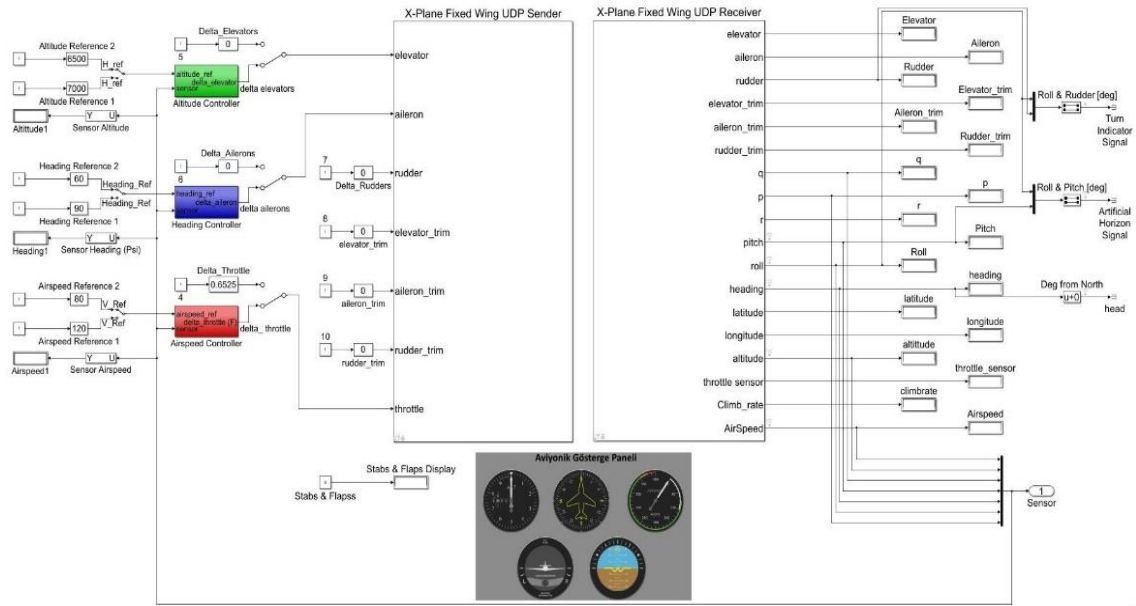 X-Plane Fixed Wing UDP Sender
X-Plane Fixed Wing UDP Receiver
Altitude Reference 2
6500
H_ref
H_ref
7000
Altitude Reference 1
Altittude1
Y U
Sensor Altitude
Delta_Elevators
0
5
altitude_ref
delta_elevator
sensor
Altitude Controller
delta elevators
Heading Reference 2
60
Heading_Ref
Heading_Ref
90
Heading Reference 1
Heading1
Y U
Sensor Heading (Psi)
Delta_Ailerons
0
6
heading_ref
delta_aileron
sensor
Heading Controller
delta ailerons
Airspeed Reference 2
80
V_Ref
V_Ref
120
Airspeed Reference 1
Airspeed1
Y U
Sensor Airspeed
Delta_Throttle
0.6525
4
airspeed_ref
delta_throttle (F)
sensor
Airspeed Controller
delta_ throttle
7
0
Delta_Rudders
8
0
elevator_trim
9
0
aileron_trim
10
0
rudder_trim
elevator
aileron
rudder
elevator_trim
aileron_trim
rudder_trim
throttle
Stabs & Flapss
Stabs & Flaps Display
Aviyonik Gösterge Paneli
elevator
aileron
rudder
elevator_trim
aileron_trim
rudder_trim
q
p
r
pitch
roll
heading
latitude
longitude
altitude
throttle sensor
Climb_rate
AirSpeed
Elevator
Aileron
Rudder
Elevator_trim
Aileron_trim
Rudder_trim
q
p
r
Pitch
Roll
heading
latitude
longitude
altittude
throttle_sensor
climbrate
Airspeed
Roll & Rudder [deg]
Turn
Indicator
Signal
Roll & Pitch [deg]
Artificial
Horizon
Signal
Deg from North
u+0
head
1
Sensor